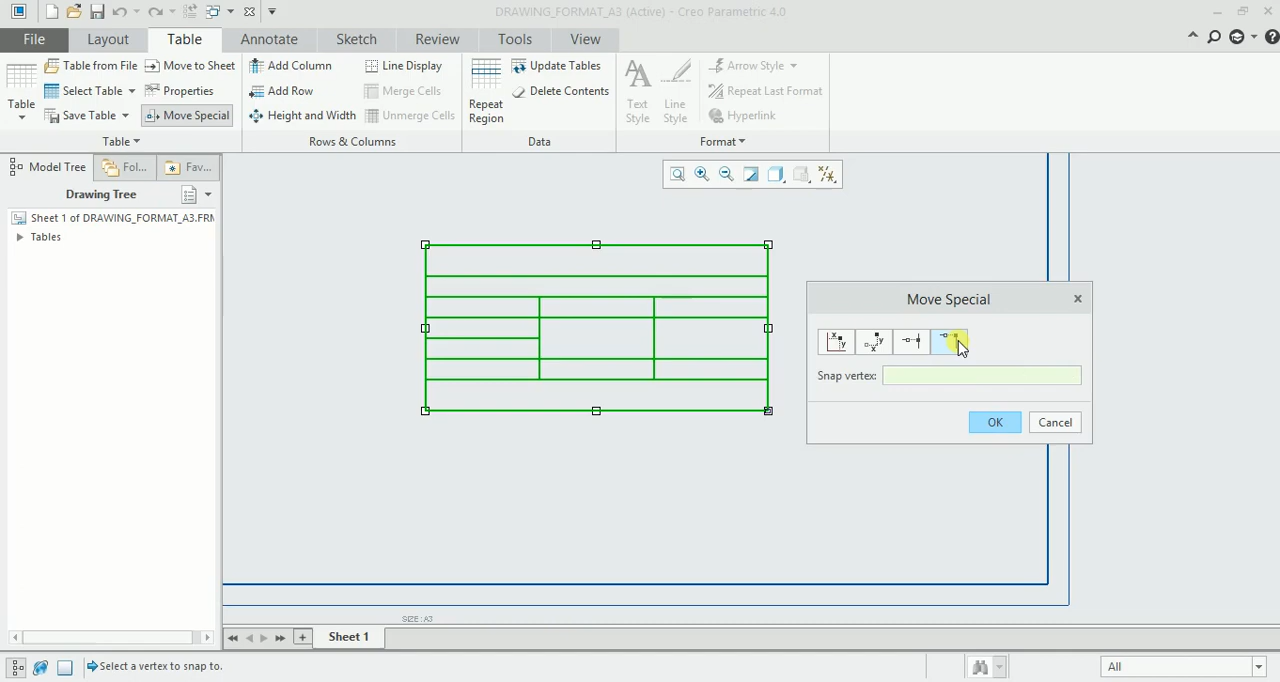 DRAWING_FORMAT_A3 (Active) - Creo Parametric 4.0
File Layout Table Annotate Sketch Review Tools View
Table from File Move to Sheet Add Column Line Display Update Tables Arrow Style
Select Table Properties Add Row Merge Cells Delete Contents Repeat Last Format
Table Save Table Move Special Height and Width Unmerge Cells Repeat Region Text Style Line Style Hyperlink
Table Rows & Columns Data Format
Model Tree Fol... Fav...
Drawing Tree
Sheet 1 of DRAWING_FORMAT_A3.FRM
Tables
Move Special
Snap vertex:
OK Cancel
SIZE : A3
Sheet 1
Select a vertex to snap to.
All